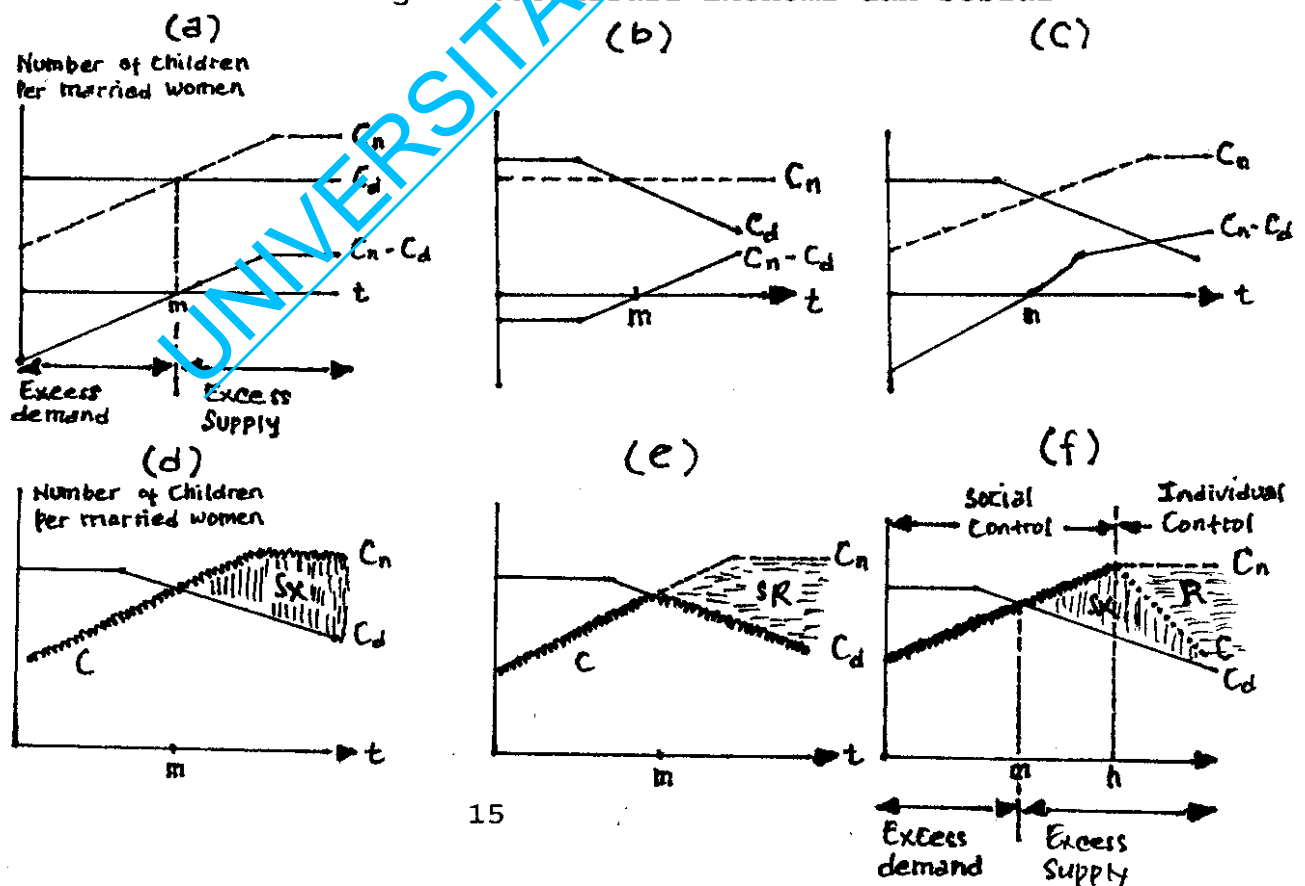 (a)
(b)
(c)
Number of children
Per married women
Cn
Cd
Cn - Cd
t
m
Excess
demand
Excess
Supply
Cn
Cd
Cn - Cd
t
m
Cn
Cn - Cd
t
m
(d)
(e)
(f)
Number of Children
Per married women
Cn
Sx
Cd
C
t
m
Cn
SR
Cd
C
t
m
Social
Control
Individual
Control
Cn
R
Sx
C
Cd
m
h
Excess
demand
Excess
Supply
15
UNIVERSITA